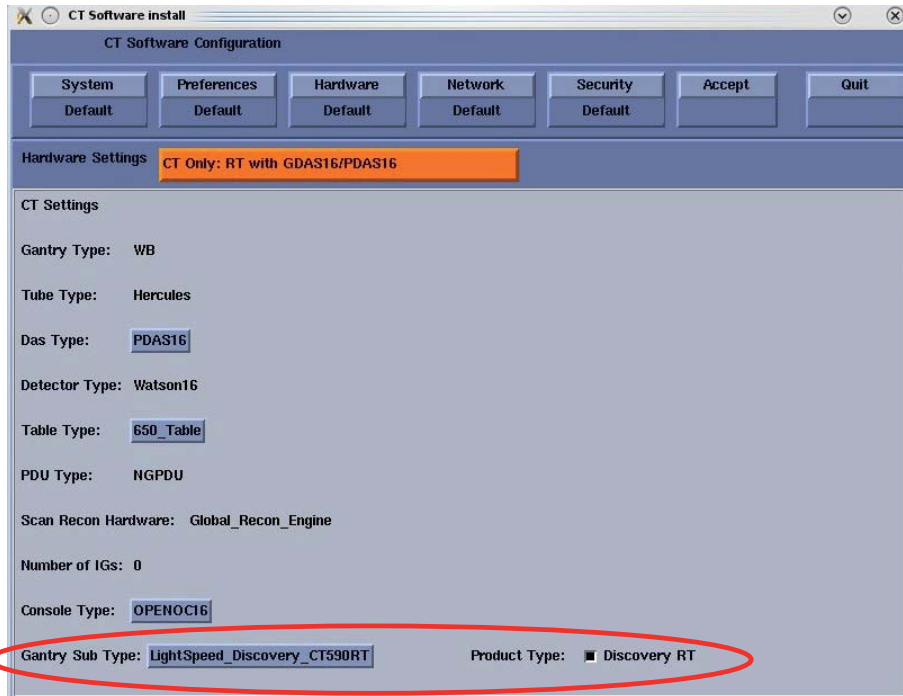 CT Software install
CT Software Configuration
System Preferences Hardware Network Security Accept Quit
Default Default Default Default Default
Hardware Settings CT Only: RT with GDAS16/PDAS16
CT Settings
Gantry Type: WB
Tube Type: Hercules
Das Type: PDAS16
Detector Type: Watson16
Table Type: 650_Table
PDU Type: NGPDU
Scan Recon Hardware: Global_Recon_Engine
Number of IGs: 0
Console Type: OPENOC16
Gantry Sub Type: LightSpeed_Discovery_CT590RT Product Type: Discovery RT